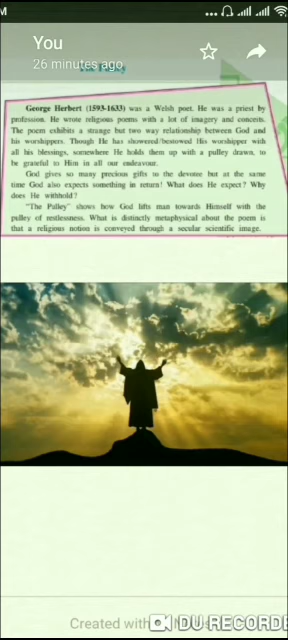 M
You
26 minutes ago
The Pulley
George Herbert (1593-1633) was a Welsh poet. He was a priest by
profession. He wrote religious poems with a lot of imagery and conceits.
The poem exhibits a strange but two way relationship between God and
his worshippers. Though He has showered/bestowed His worshipper with
all his blessings, somewhere He holds them up with a pulley drawn, to
be grateful to Him in all our endeavour.
God gives so many precious gifts to the devotee but at the same
time God also expects something in return! What does He expect? Why
does He withhold?
"The Pulley" shows how God lifts man towards Himself with the
pulley of restlessness. What is distinctly metaphysical about the poem is
that a religious notion is conveyed through a secular scientific image.
Created with
DU RECORDE